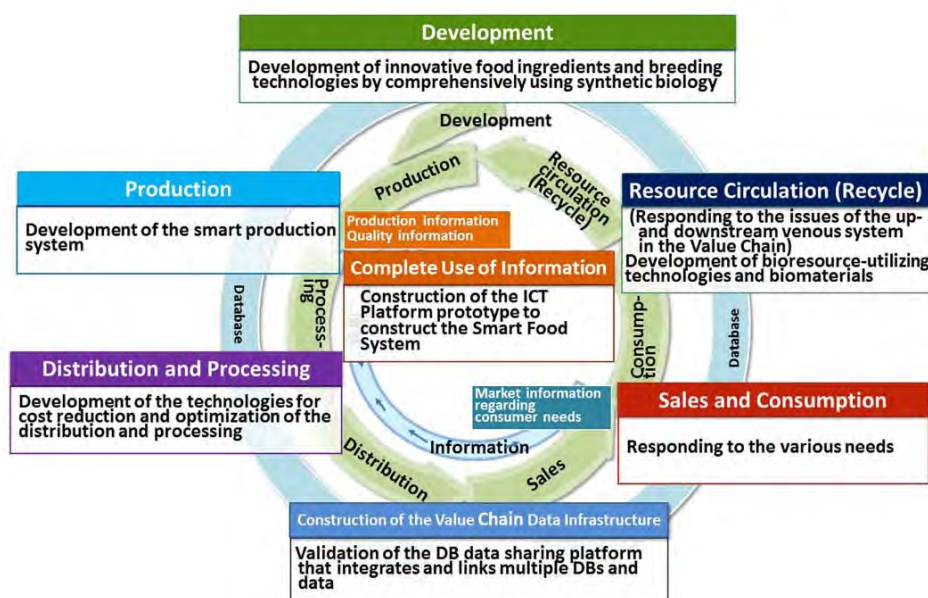 Development
Development of innovative food ingredients and breeding
technologies by comprehensively using synthetic biology
Development
Production
Resource
circulation
(Recycle)
Production
Development of the smart production
system
Resource Circulation (Recycle)
(Responding to the issues of the up-
and downstream venous system
in the Value Chain)
Development of bioresource-utilizing
technologies and biomaterials
Production information
Quality information
Complete Use of Information
Construction of the ICT
Platform prototype to
construct the Smart Food
System
Process-
ing
Database
Consump-
tion
Database
Distribution and Processing
Development of the technologies for
cost reduction and optimization of the
distribution and processing
Market information
regarding
consumer needs
Sales and Consumption
Responding to the various needs
Information
Distribution
Sales
Construction of the Value Chain Data Infrastructure
Validation of the DB data sharing platform
that integrates and links multiple DBs and
data